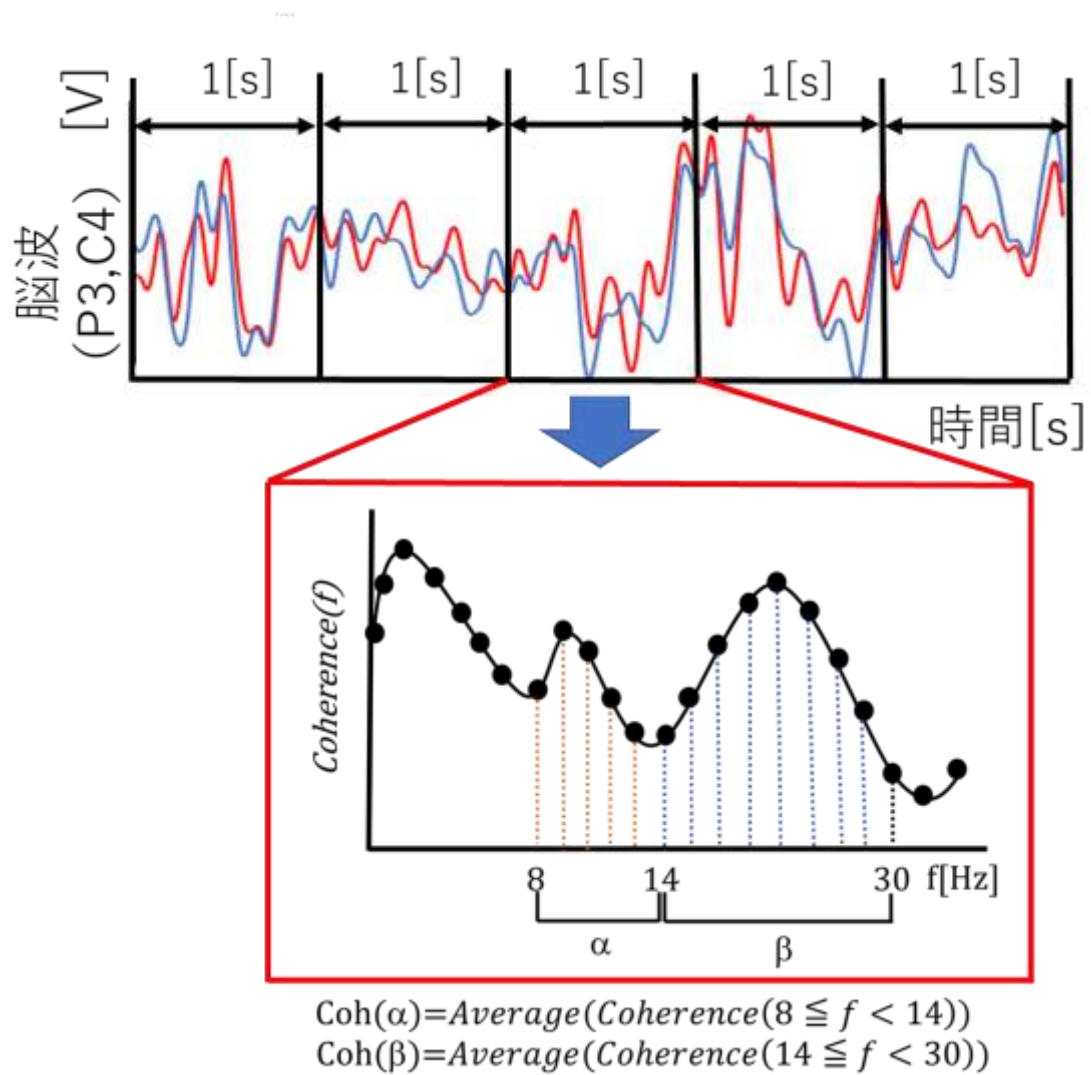 1[s] 1[s] 1[s] 1[s] 1[s]
[V]
脳波
(P3,C4)
時間[s]
Coherence(f)
8 14 30 f[Hz]
α β
Coh(α)=Average(Coherence(8 ≦ f < 14))
Coh(β)=Average(Coherence(14 ≦ f < 30))